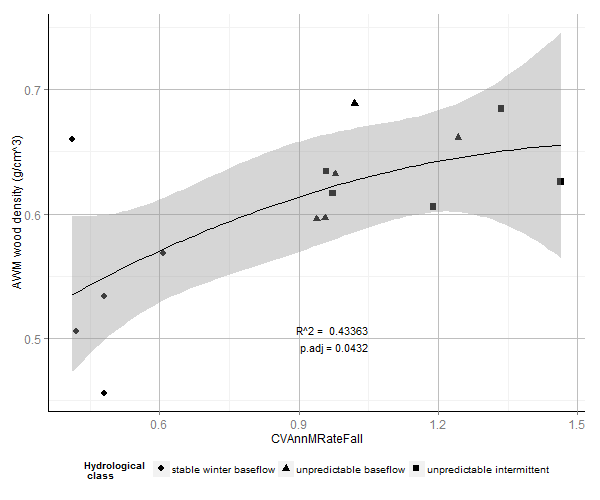 0.7
0.6
0.5
AWM wood density (g/cm^3)
R^2 = 0.43363
p.adj = 0.0432
0.6 0.9 1.2 1.5
CVAnnMRateFall
Hydrological
class
stable winter baseflow unpredictable baseflow unpredictable intermittent